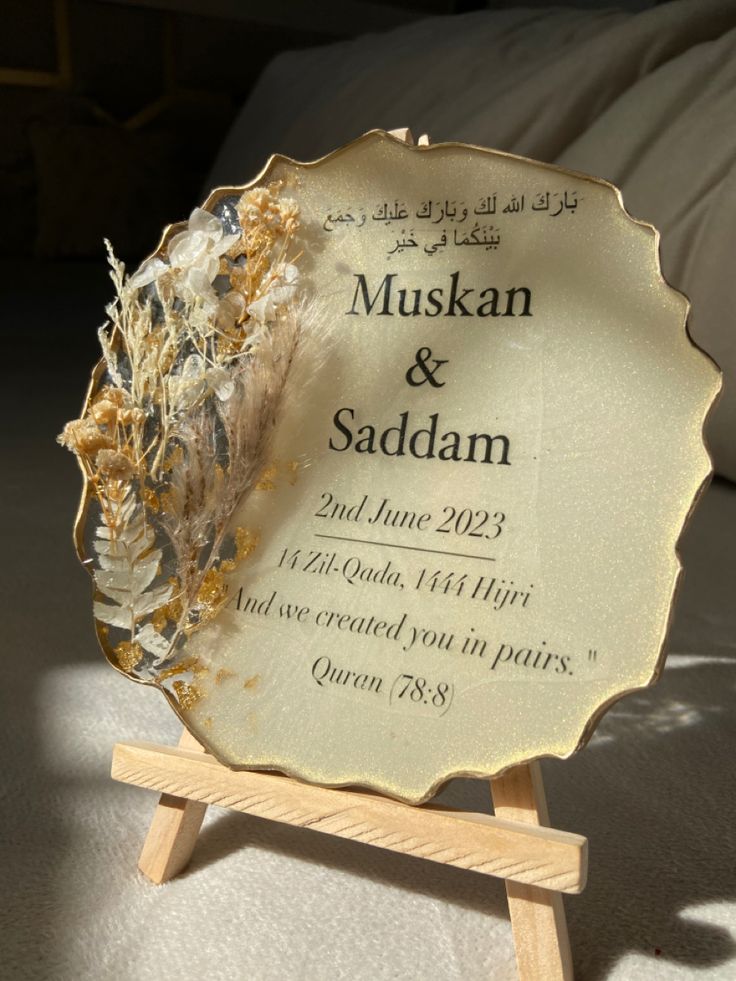 بَارَكَ الله لَكَ وَبَارَكَ عَلَيكَ وَجَمَعَ
بَيْنَكُمَا فِي خَيْرٍ
Muskan
&
Saddam
2nd June 2023
14 Zil-Qada, 1444 Hijri
"And we created you in pairs. "
Quran (78:8)